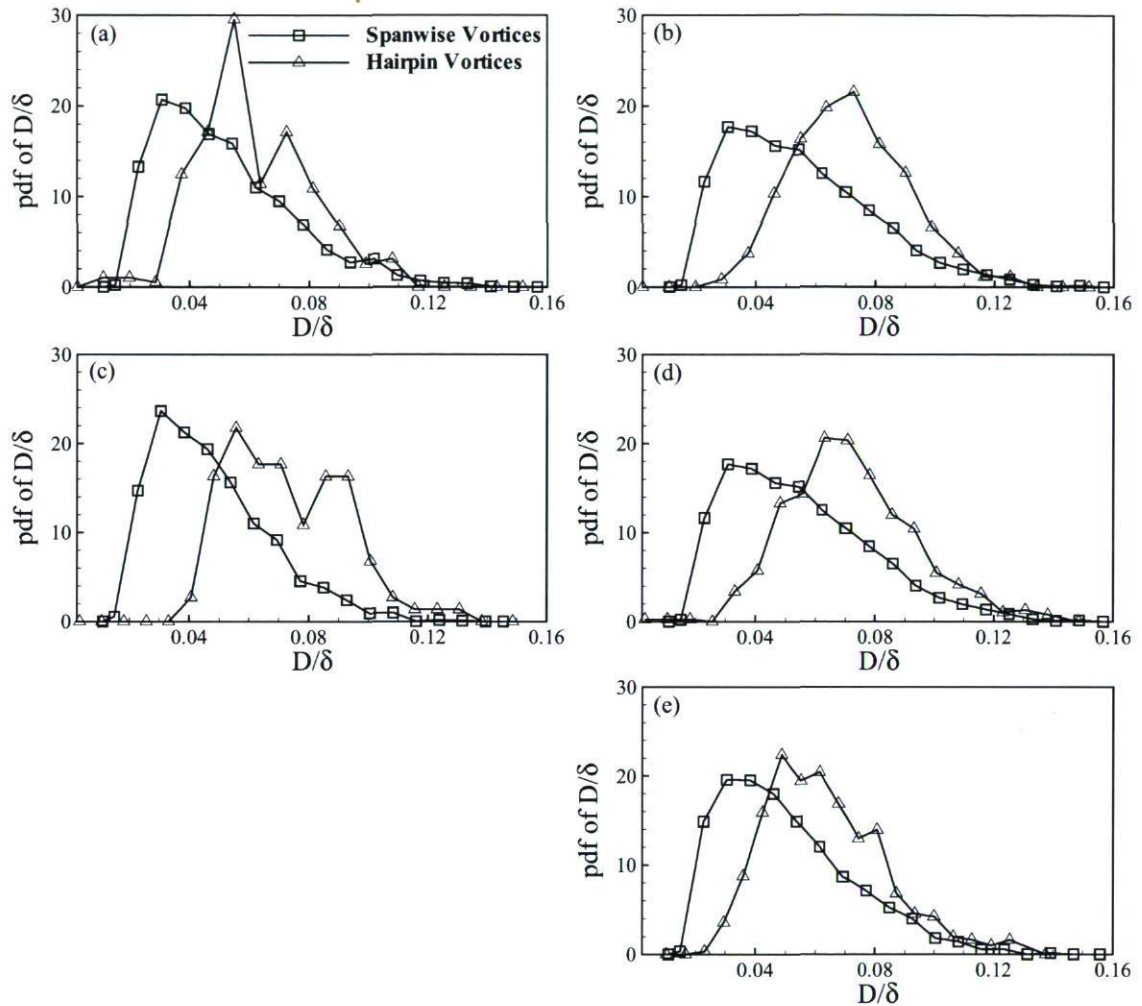 (a)
Spanwise Vortices
Hairpin Vortices
30
20
10
0
pdf of D/δ
0.04
0.08
0.12
0.16
D/δ
(b)
30
20
10
0
pdf of D/δ
0.04
0.08
0.12
0.16
D/δ
(c)
30
20
10
0
pdf of D/δ
0.04
0.08
0.12
0.16
D/δ
(d)
30
20
10
0
pdf of D/δ
0.04
0.08
0.12
0.16
D/δ
(e)
30
20
10
0
pdf of D/δ
0.04
0.08
0.12
0.16
D/δ